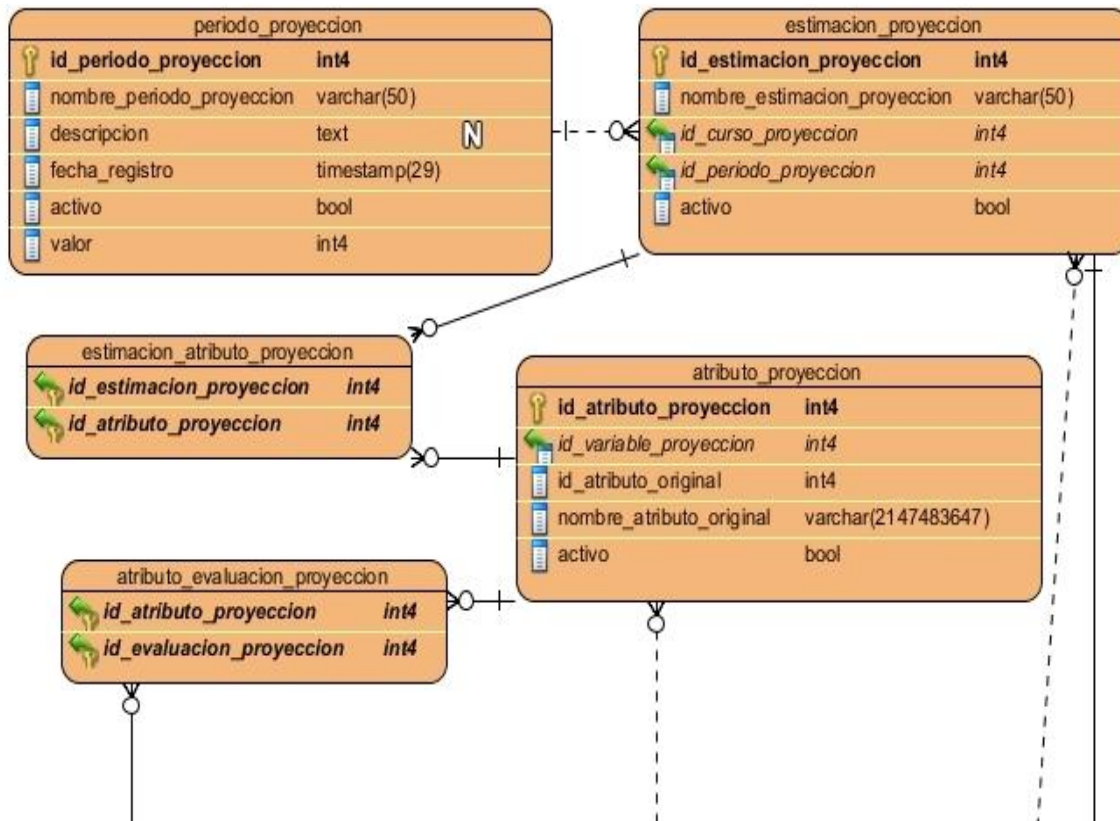 periodo_proyeccion
id_periodo_proyeccion int4
nombre_periodo_proyeccion varchar(50)
descripcion text N
fecha_registro timestamp(29)
activo bool
valor int4
estimacion_proyeccion
id_estimacion_proyeccion int4
nombre_estimacion_proyeccion varchar(50)
id_curso_proyeccion int4
id_periodo_proyeccion int4
activo bool
estimacion_atributo_proyeccion
id_estimacion_proyeccion int4
id_atributo_proyeccion int4
atributo_proyeccion
id_atributo_proyeccion int4
id_variable_proyeccion int4
id_atributo_original int4
nombre_atributo_original varchar(2147483647)
activo bool
atributo_evaluacion_proyeccion
id_atributo_proyeccion int4
id_evaluacion_proyeccion int4